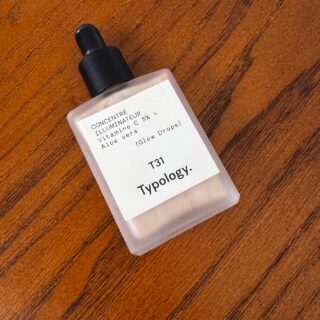 CONCENTRÉ
ILLUMINATEUR
Vitamine C 5% +
Aloe vera
(Glow Drops)
T31
Typology.